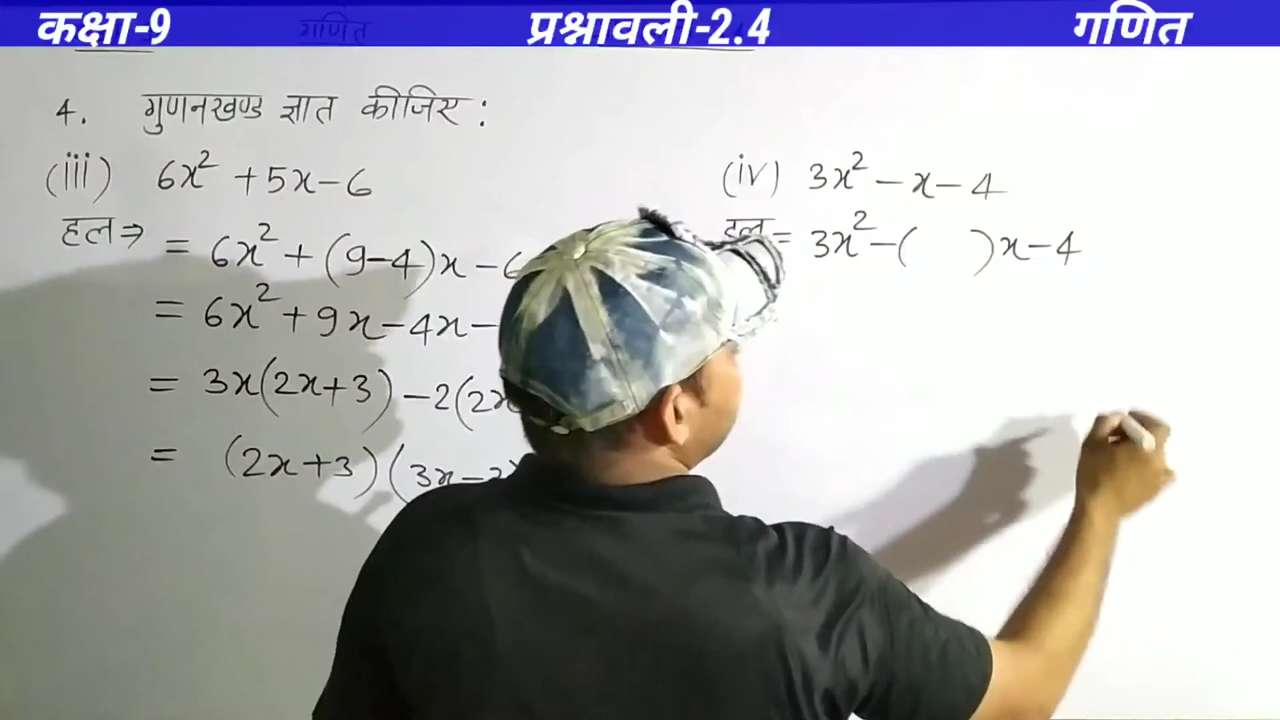 कक्षा-9 प्रश्नावली-2.4 गणित
गणित
4. गुणनखण्ड ज्ञात कीजिए :
(iii) 6x² + 5x - 6
हल ⇒ = 6x² + (9-4)x - 6
= 6x² + 9x - 4x -
= 3x(2x+3) - 2(2x
= (2x+3)(3x-2)
(iv) 3x² - x - 4
हल = 3x² - ( )x - 4